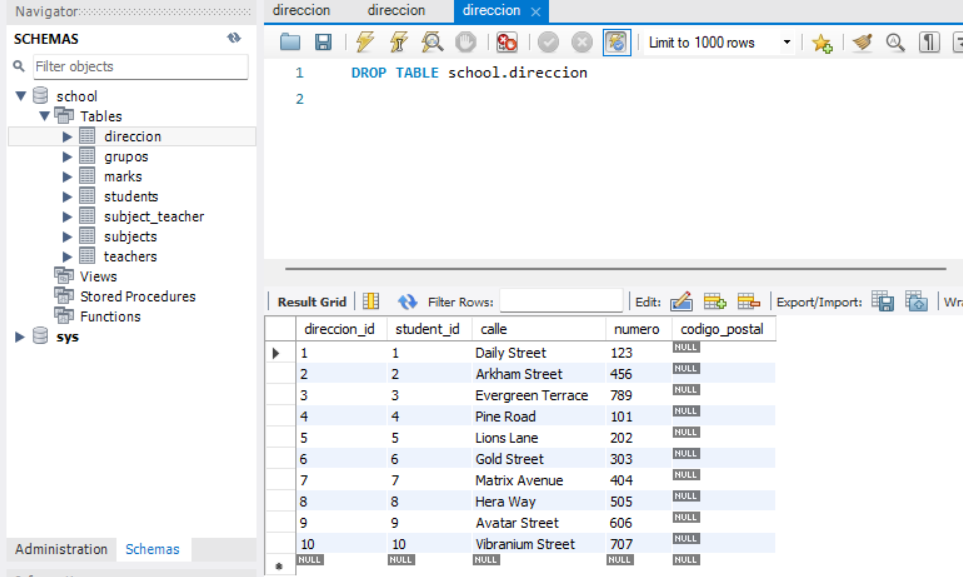 Navigator
direccion direccion direccion
SCHEMAS
Limit to 1000 rows
Filter objects
1 DROP TABLE school.direccion
2
school
Tables
direccion
grupos
marks
students
subject_teacher
subjects
teachers
Views
Stored Procedures
Functions
sys
Result Grid Filter Rows: Edit: Export/Import: Wra
direccion_id student_id calle numero codigo_postal
1 1 Daily Street 123 NULL
2 2 Arkham Street 456 NULL
3 3 Evergreen Terrace 789 NULL
4 4 Pine Road 101 NULL
5 5 Lions Lane 202 NULL
6 6 Gold Street 303 NULL
7 7 Matrix Avenue 404 NULL
8 8 Hera Way 505 NULL
9 9 Avatar Street 606 NULL
10 10 Vibranium Street 707 NULL
NULL NULL NULL NULL NULL
Administration Schemas